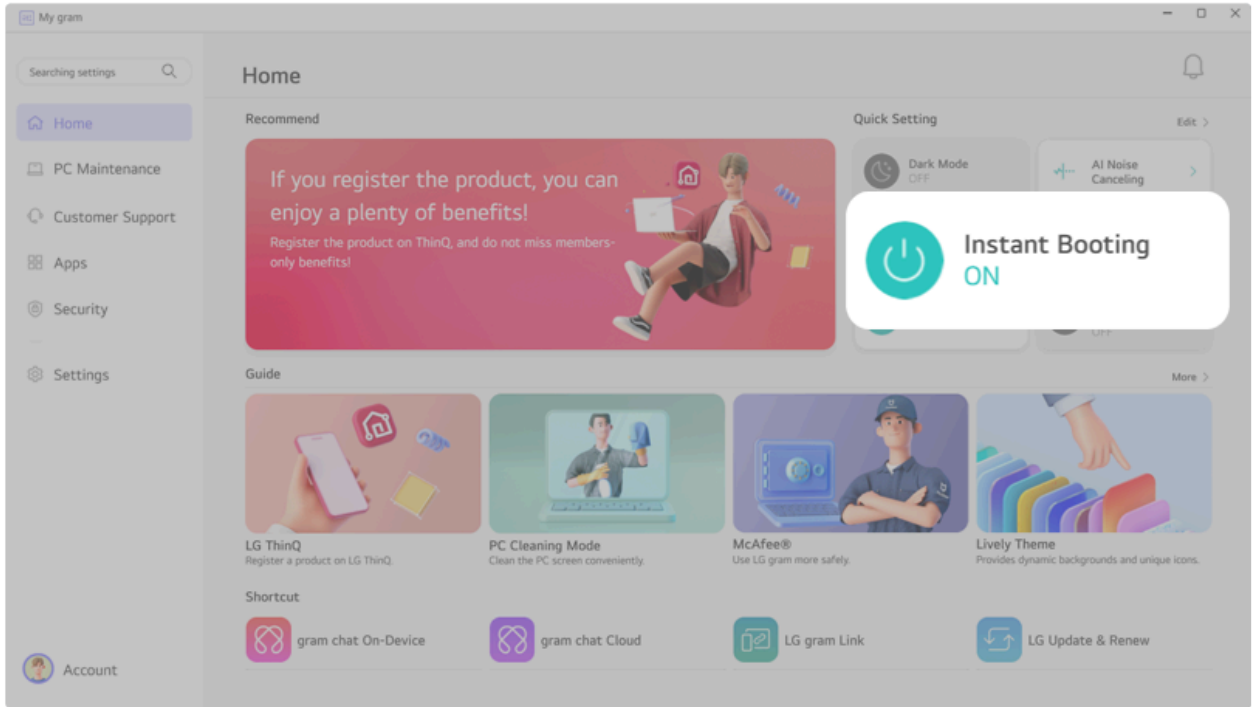 My gram
Searching settings
Home
PC Maintenance
Customer Support
Apps
Security
Settings
Account
Home
Recommend
If you register the product, you can
enjoy a plenty of benefits!
Register the product on ThinQ, and do not miss members-
only benefits!
Quick Setting
Edit >
Dark Mode
OFF
AI Noise
Canceling
Instant Booting
ON
OFF
Guide
More >
LG ThinQ
Register a product on LG ThinQ.
PC Cleaning Mode
Clean the PC screen conveniently.
McAfee®
Use LG gram more safely.
Lively Theme
Provides dynamic backgrounds and unique icons.
Shortcut
gram chat On-Device
gram chat Cloud
LG gram Link
LG Update & Renew